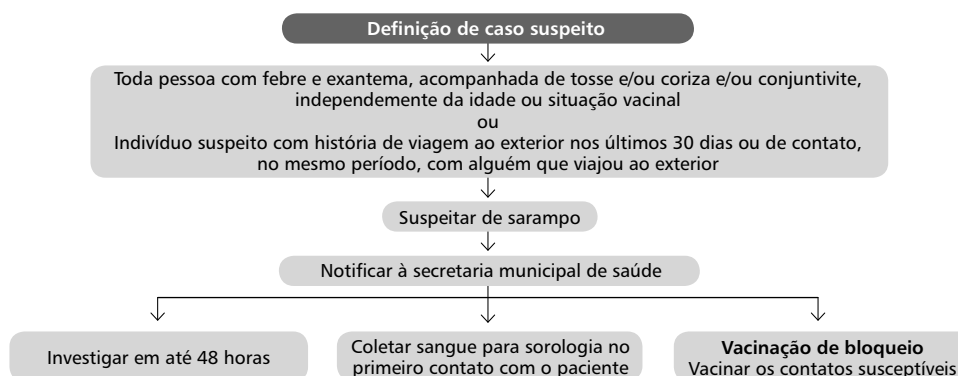 Definição de caso suspeito
Toda pessoa com febre e exantema, acompanhada de tosse e/ou coriza e/ou conjuntivite,
independemente da idade ou situação vacinal
ou
Indivíduo suspeito com história de viagem ao exterior nos últimos 30 dias ou de contato,
no mesmo período, com alguém que viajou ao exterior
Suspeitar de sarampo
Notificar à secretaria municipal de saúde
Investigar em até 48 horas
Coletar sangue para sorologia no
primeiro contato com o paciente
Vacinação de bloqueio
Vacinar os contatos susceptíveis